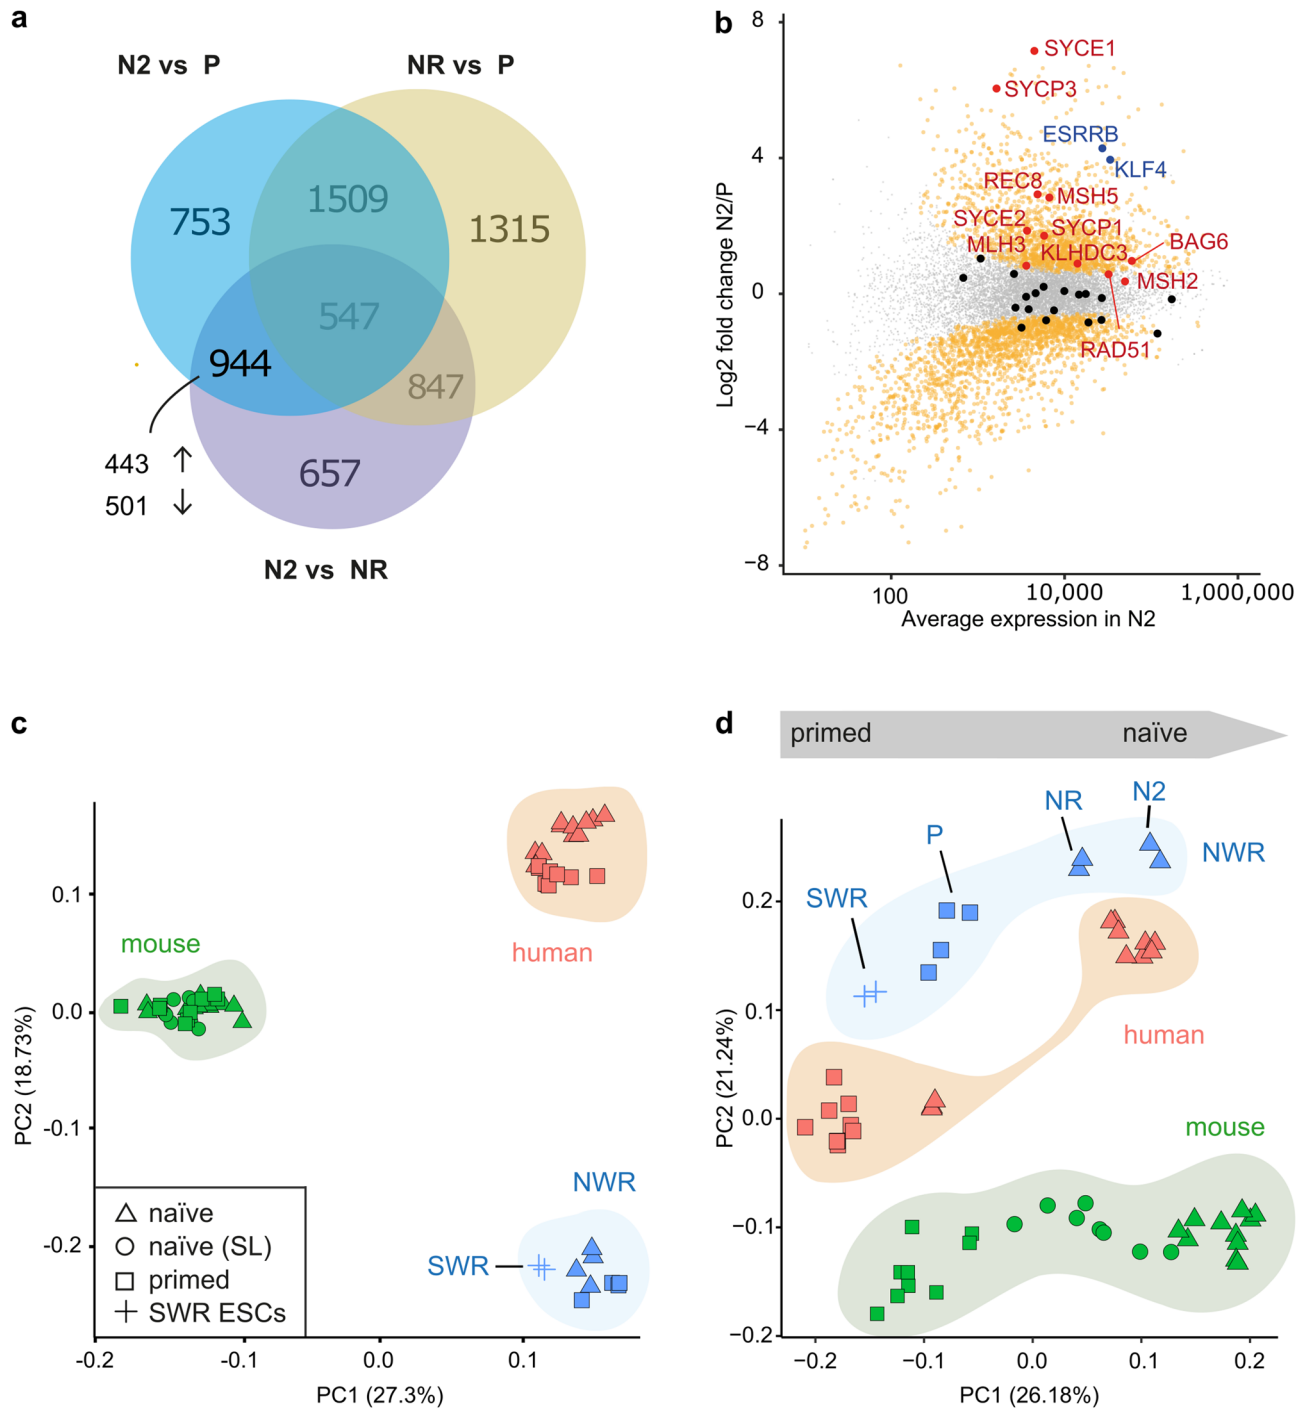 a
N2 vs P
NR vs P
753
1509
1315
547
944
847
443 ↑
501 ↓
657
N2 vs NR
b
8
4
0
−4
−8
Log2 fold change N2/P
SYCE1
SYCP3
ESRRB
KLF4
REC8
MSH5
SYCE2
SYCP1
MLH3
KLHDC3
BAG6
MSH2
RAD51
100
10,000
1,000,000
Average expression in N2
c
0.1
0.0
-0.1
-0.2
PC2 (18.73%)
mouse
human
NWR
SWR
naïve
naïve (SL)
primed
SWR ESCs
-0.2
-0.1
0.0
0.1
PC1 (27.3%)
d
primed
naïve
NR
N2
P
NWR
SWR
human
mouse
0.2
0.1
0.0
−0.1
−0.2
PC2 (21.24%)
−0.2
−0.1
0.0
0.1
0.2
PC1 (26.18%)